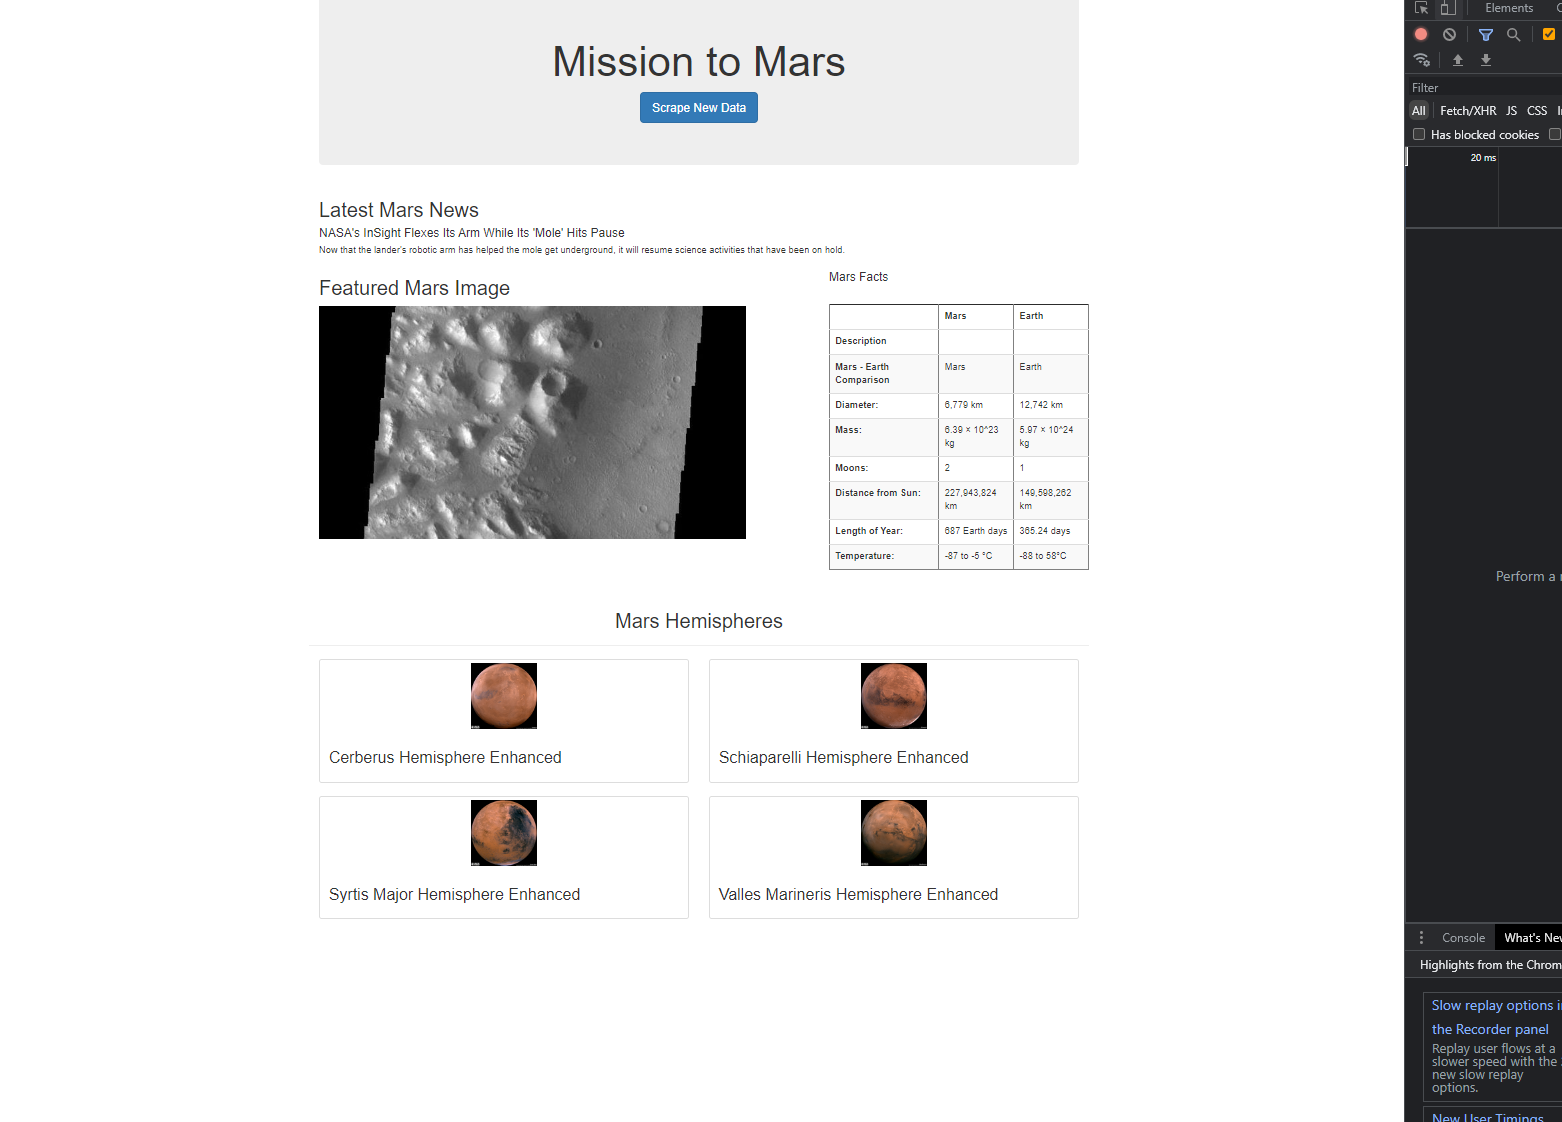 Mission to Mars
Scrape New Data
Latest Mars News
NASA's InSight Flexes Its Arm While Its 'Mole' Hits Pause
Now that the lander's robotic arm has helped the mole get underground, it will resume science activities that have been on hold.
Featured Mars Image
Mars Facts
Mars Earth
Description
Mars - Earth Comparison Mars Earth
Diameter: 6,779 km 12,742 km
Mass: 6.39 × 10^23 kg 5.97 × 10^24 kg
Moons: 2 1
Distance from Sun: 227,943,824 km 149,598,262 km
Length of Year: 687 Earth days 365.24 days
Temperature: -87 to -5 °C -88 to 58°C
Mars Hemispheres
Cerberus Hemisphere Enhanced
Schiaparelli Hemisphere Enhanced
Syrtis Major Hemisphere Enhanced
Valles Marineris Hemisphere Enhanced
Elements
Filter
All Fetch/XHR JS CSS
Has blocked cookies
20 ms
Perform a
Console What's New
Highlights from the Chrom
Slow replay options in
the Recorder panel
Replay user flows at a
slower speed with the
new slow replay
options.
New User Timings